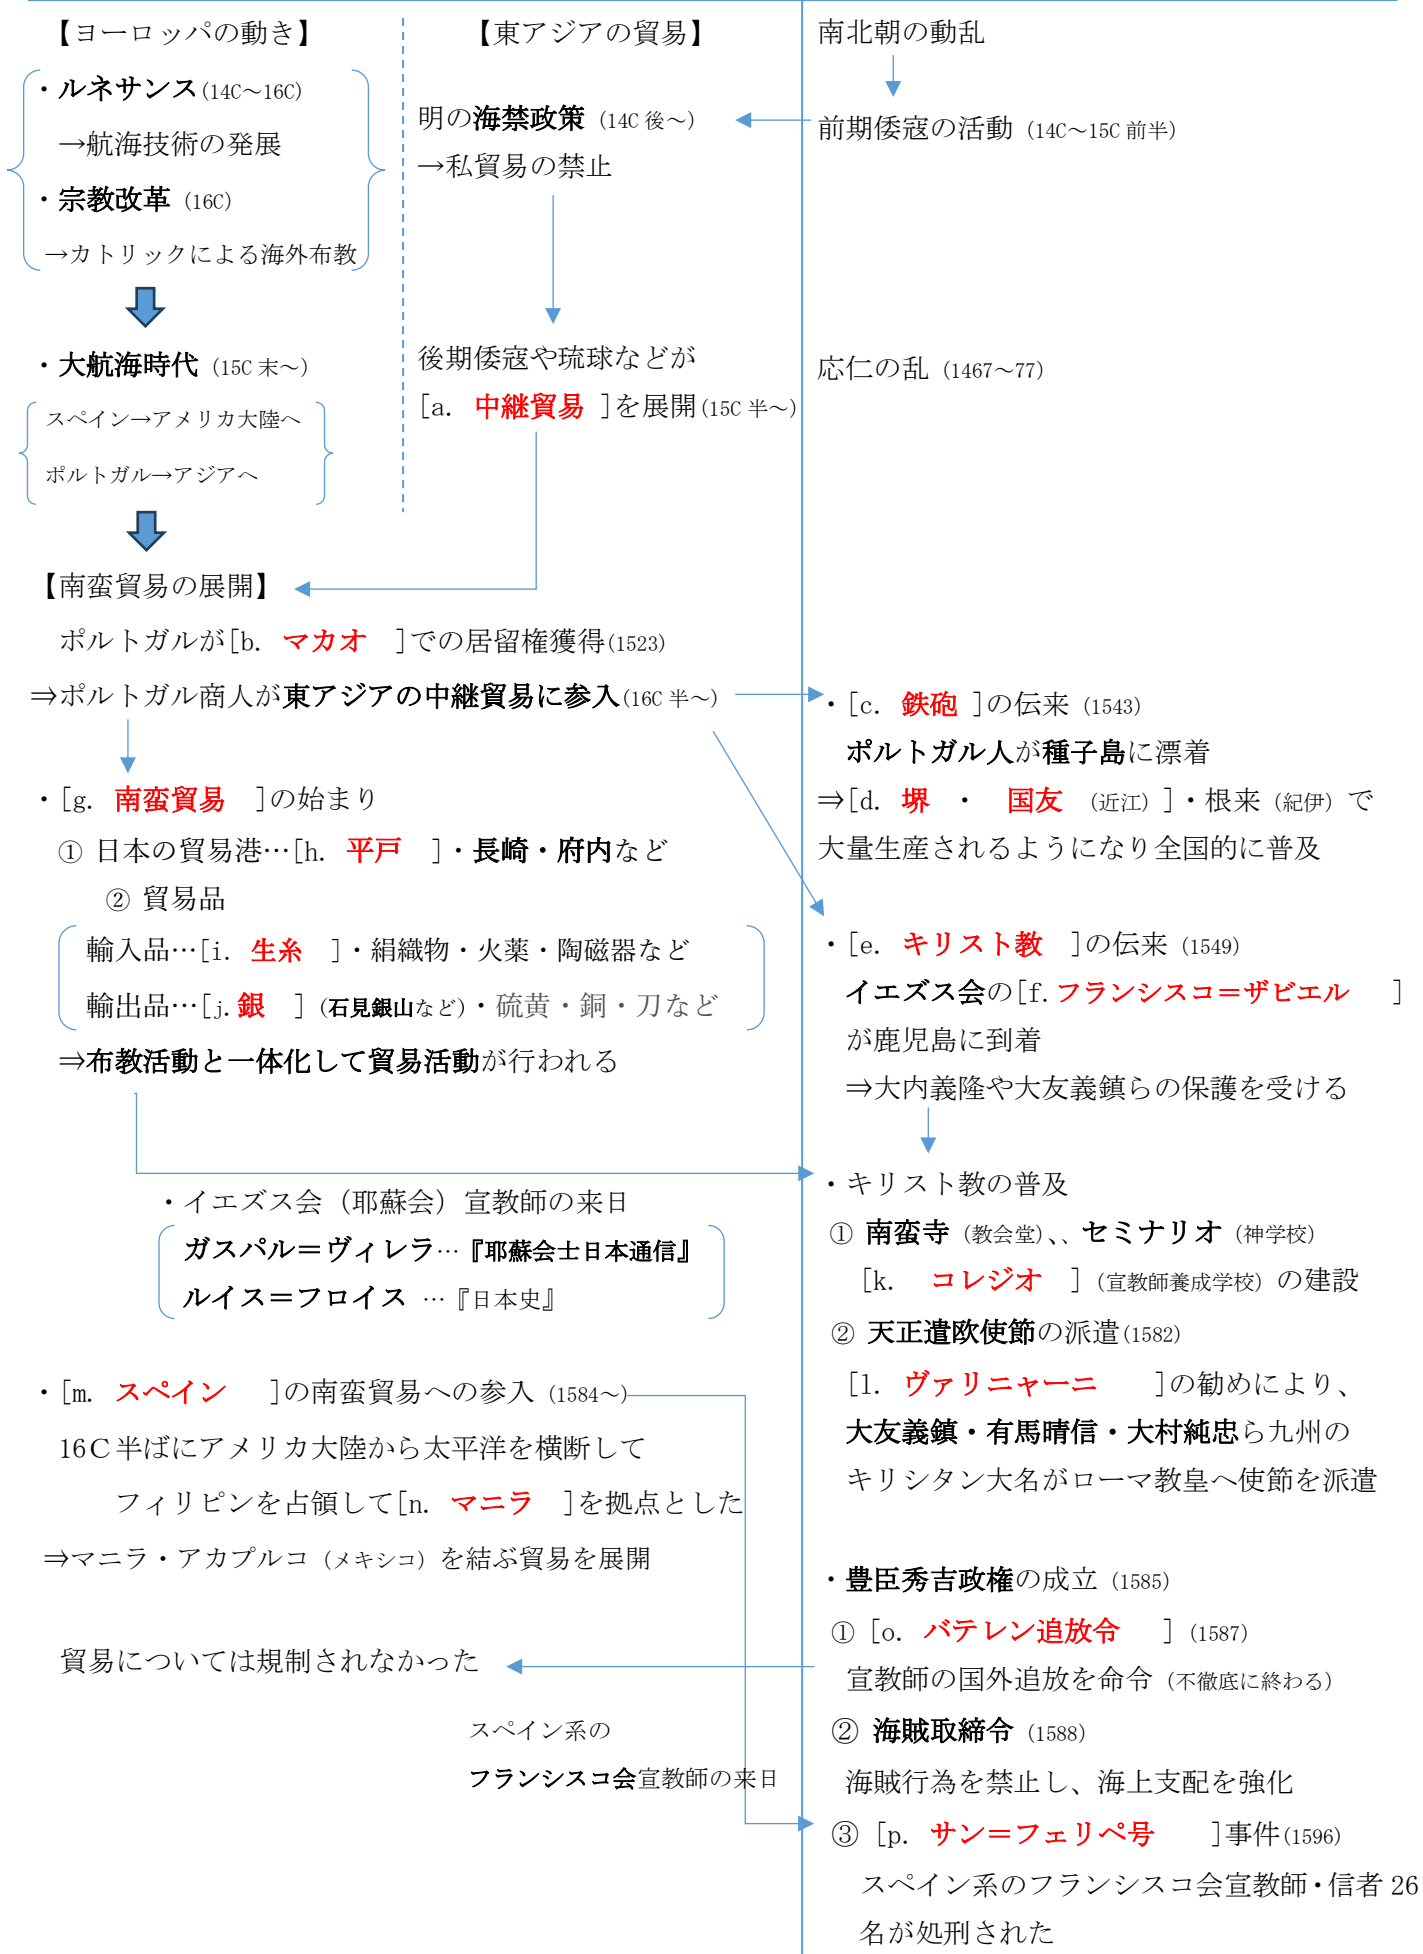 【ヨーロッパの動き】
・ルネサンス(14C～16C)
→航海技術の発展
・宗教改革（16C）
→カトリックによる海外布教
・大航海時代（15C末～）
スペイン→アメリカ大陸へ
ポルトガル→アジアへ
【東アジアの貿易】
明の海禁政策（14C後～）
→私貿易の禁止
後期倭寇や琉球などが
[a. 中継貿易 ]を展開(15C半～)
南北朝の動乱
前期倭寇の活動（14C～15C前半）
応仁の乱（1467～77）
【南蛮貿易の展開】
ポルトガルが[b. マカオ ]での居留権獲得(1523)
⇒ポルトガル商人が東アジアの中継貿易に参入(16C半～)
・[g. 南蛮貿易 ]の始まり
① 日本の貿易港…[h. 平戸 ]・長崎・府内など
② 貿易品
輸入品…[i. 生糸 ]・絹織物・火薬・陶磁器など
輸出品…[j. 銀 ]（石見銀山など）・硫黄・銅・刀など
⇒布教活動と一体化して貿易活動が行われる
・イエズス会（耶蘇会）宣教師の来日
ガスパル＝ヴィレラ…『耶蘇会士日本通信』
ルイス＝フロイス …『日本史』
・[m. スペイン ]の南蛮貿易への参入（1584～）
16C半ばにアメリカ大陸から太平洋を横断して
フィリピンを占領して[n. マニラ ]を拠点とした
⇒マニラ・アカプルコ（メキシコ）を結ぶ貿易を展開
貿易については規制されなかった
スペイン系の
フランシスコ会宣教師の来日
・[c. 鉄砲 ]の伝来（1543）
ポルトガル人が種子島に漂着
⇒[d. 堺 ・ 国友 （近江）]・根来（紀伊）で
大量生産されるようになり全国的に普及
・[e. キリスト教 ]の伝来（1549）
イエズス会の[f.フランシスコ＝ザビエル ]
が鹿児島に到着
⇒大内義隆や大友義鎮らの保護を受ける
・キリスト教の普及
① 南蛮寺（教会堂）、、セミナリオ（神学校）
[k. コレジオ ]（宣教師養成学校）の建設
② 天正遣欧使節の派遣(1582)
[l. ヴァリニャーニ ]の勧めにより、
大友義鎮・有馬晴信・大村純忠ら九州の
キリシタン大名がローマ教皇へ使節を派遣
・豊臣秀吉政権の成立（1585）
① [o. バテレン追放令 ]（1587）
宣教師の国外追放を命令（不徹底に終わる）
② 海賊取締令（1588）
海賊行為を禁止し、海上支配を強化
③ [p. サン＝フェリペ号 ]事件(1596)
スペイン系のフランシスコ会宣教師・信者26
名が処刑された